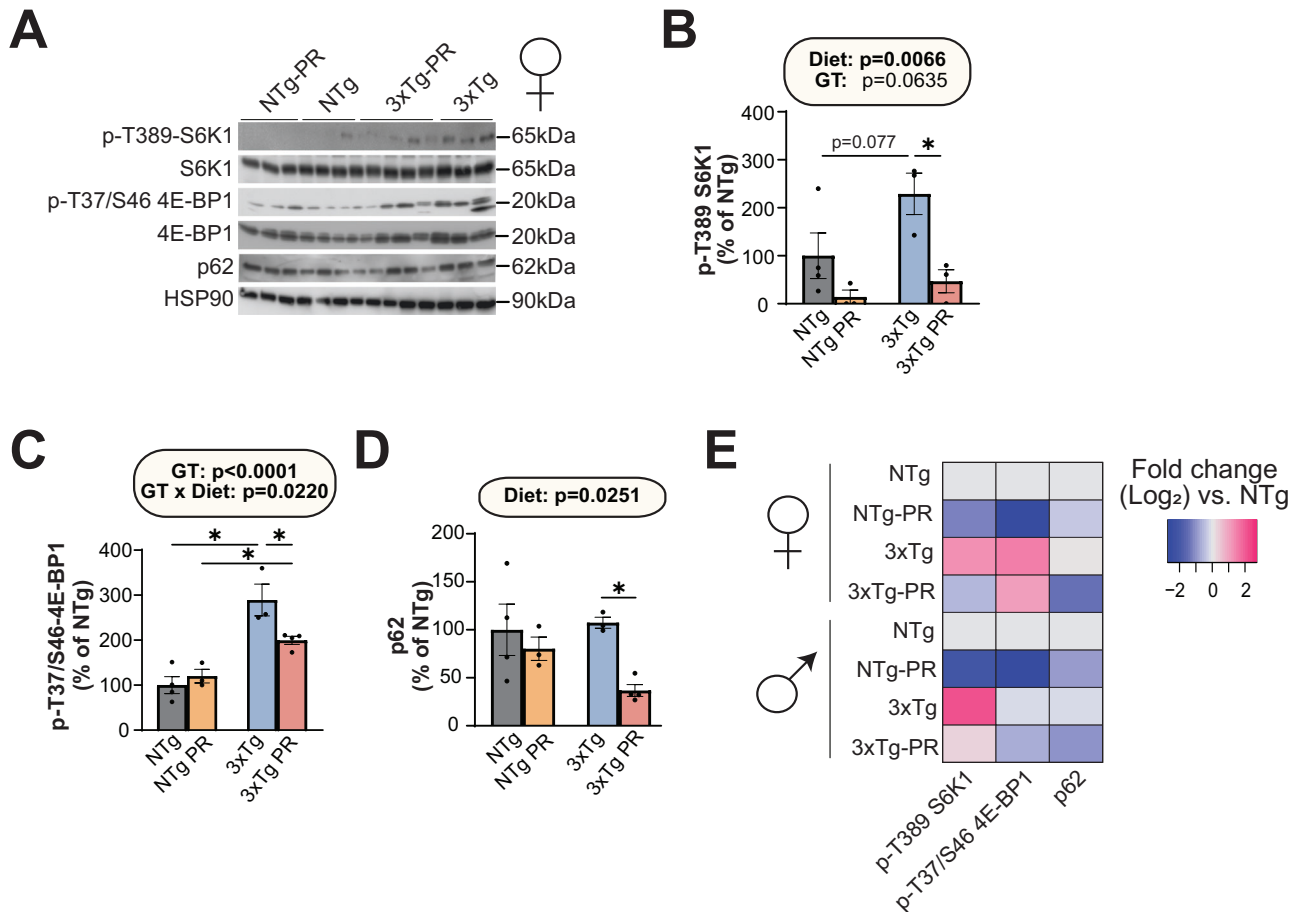 A
NTg-PR
NTg
3xTg-PR
3xTg
p-T389-S6K1
65kDa
S6K1
65kDa
p-T37/S46 4E-BP1
20kDa
4E-BP1
20kDa
p62
62kDa
HSP90
90kDa
B
Diet: p=0.0066
GT: p=0.0635
p-T389 S6K1
(% of NTg)
400
300
200
100
0
p=0.077
*
NTg
NTg PR
3xTg
3xTg PR
C
GT: p<0.0001
GT x Diet: p=0.0220
p-T37/S46-4E-BP1
(% of NTg)
400
300
200
100
0
* *
*
NTg
NTg PR
3xTg
3xTg PR
D
Diet: p=0.0251
p62
(% of NTg)
200
150
100
50
0
*
NTg
NTg PR
3xTg
3xTg PR
E
NTg
NTg-PR
3xTg
3xTg-PR
NTg
NTg-PR
3xTg
3xTg-PR
p-T389 S6K1
p-T37/S46 4E-BP1
p62
Fold change
(Log₂) vs. NTg
−2 0 2